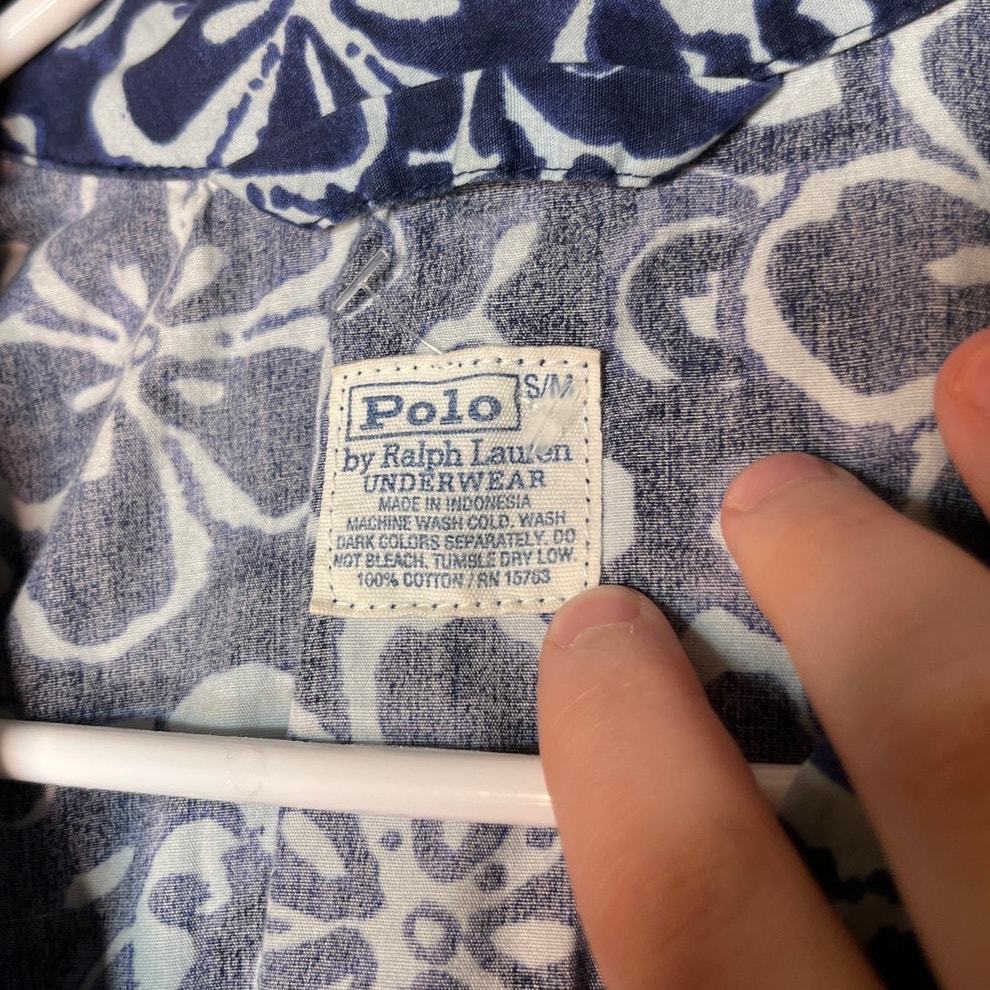 Polo S/M
by Ralph Lauren
UNDERWEAR
MADE IN INDONESIA
MACHINE WASH COLD. WASH
DARK COLORS SEPARATELY. DO
NOT BLEACH. TUMBLE DRY LOW
100% COTTON / RN 15763